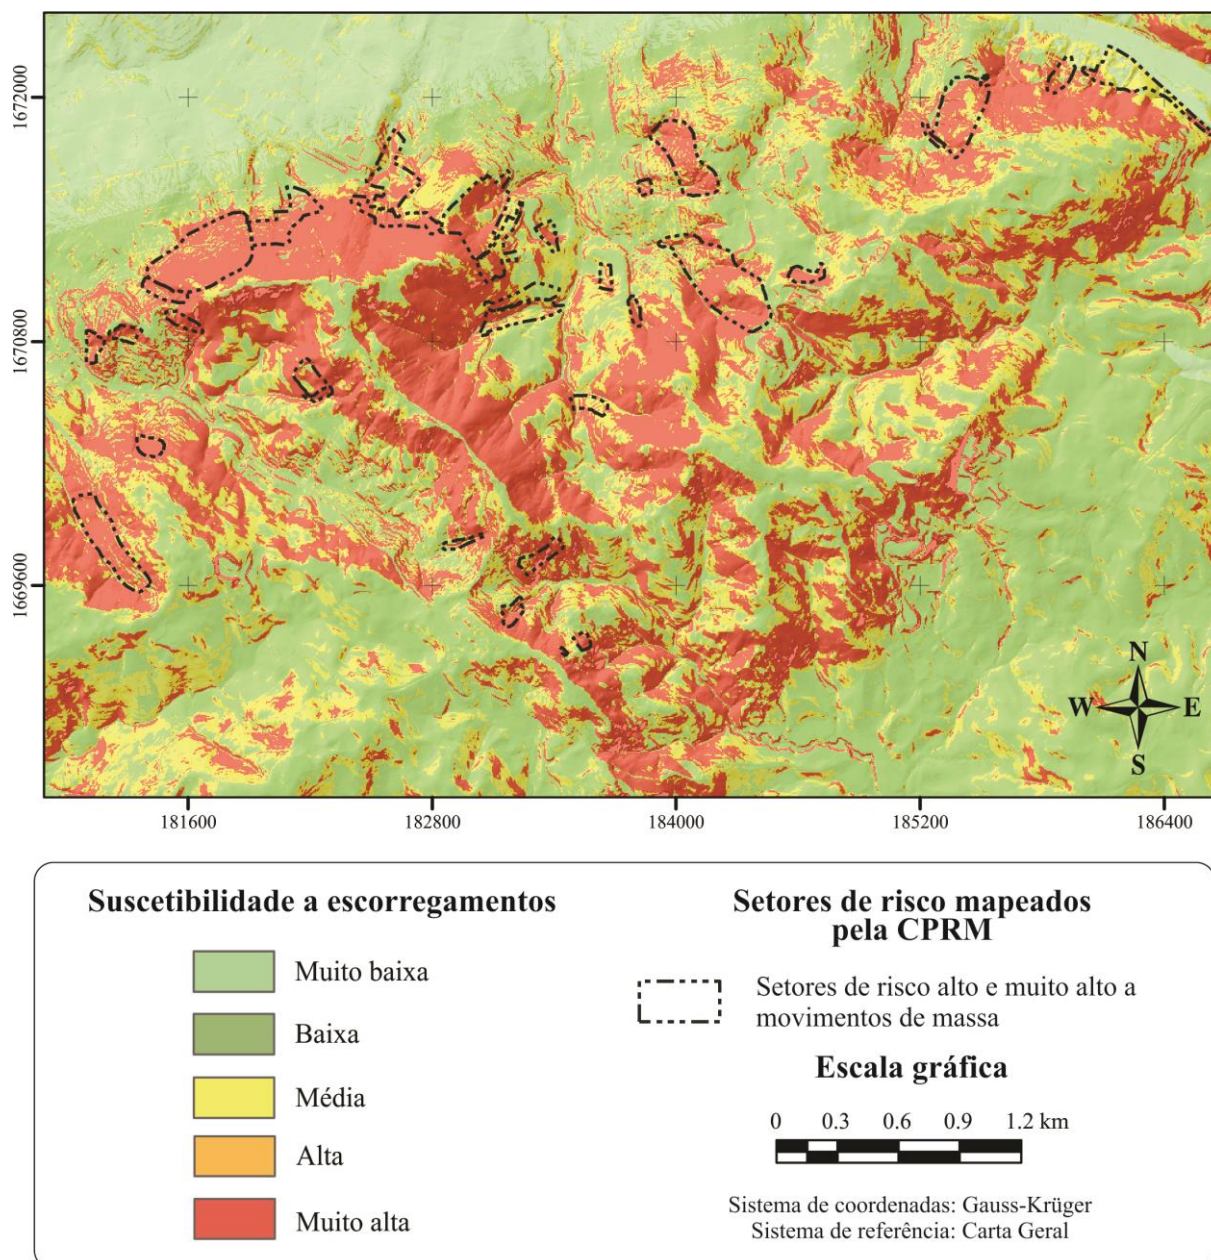 1672000
1670800
1669600
N
W E
S
181600 182800 184000 185200 186400
Suscetibilidade a escorregamentos
Muito baixa
Baixa
Média
Alta
Muito alta
Setores de risco mapeados
pela CPRM
Setores de risco alto e muito alto a
movimentos de massa
Escala gráfica
0 0.3 0.6 0.9 1.2 km
Sistema de coordenadas: Gauss-Krüger
Sistema de referência: Carta Geral